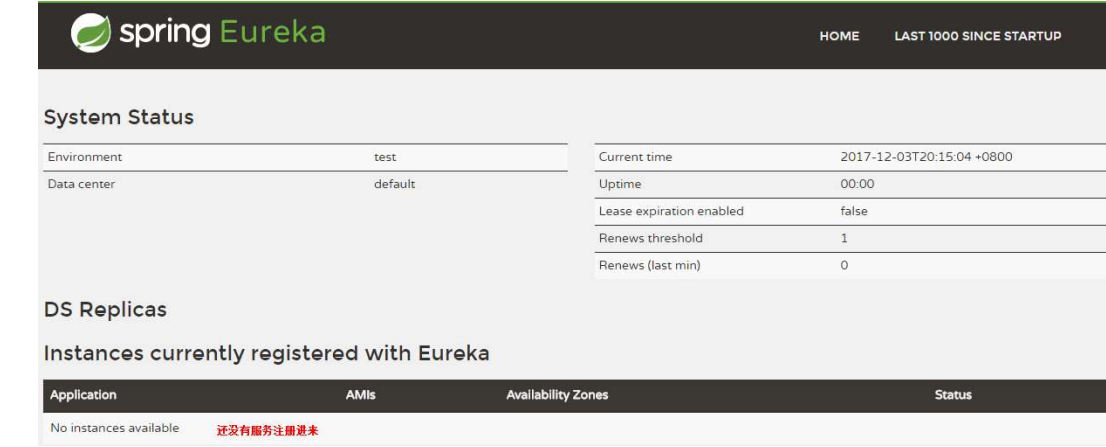 spring Eureka
HOME LAST 1000 SINCE STARTUP
System Status
Environment test
Data center default
Current time 2017-12-03T20:15:04 +0800
Uptime 00:00
Lease expiration enabled false
Renews threshold 1
Renews (last min) 0
DS Replicas
Instances currently registered with Eureka
Application AMIs Availability Zones Status
No instances available 还没有服务注册进来